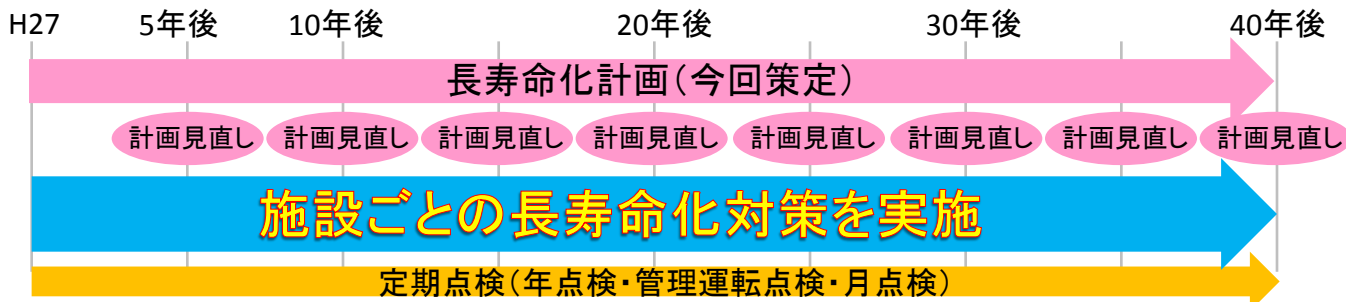 H27 5年後 10年後 20年後 30年後 40年後
長寿命化計画(今回策定)
計画見直し 計画見直し 計画見直し 計画見直し 計画見直し 計画見直し 計画見直し 計画見直し
施設ごとの長寿命化対策を実施
定期点検(年点検・管理運転点検・月点検)